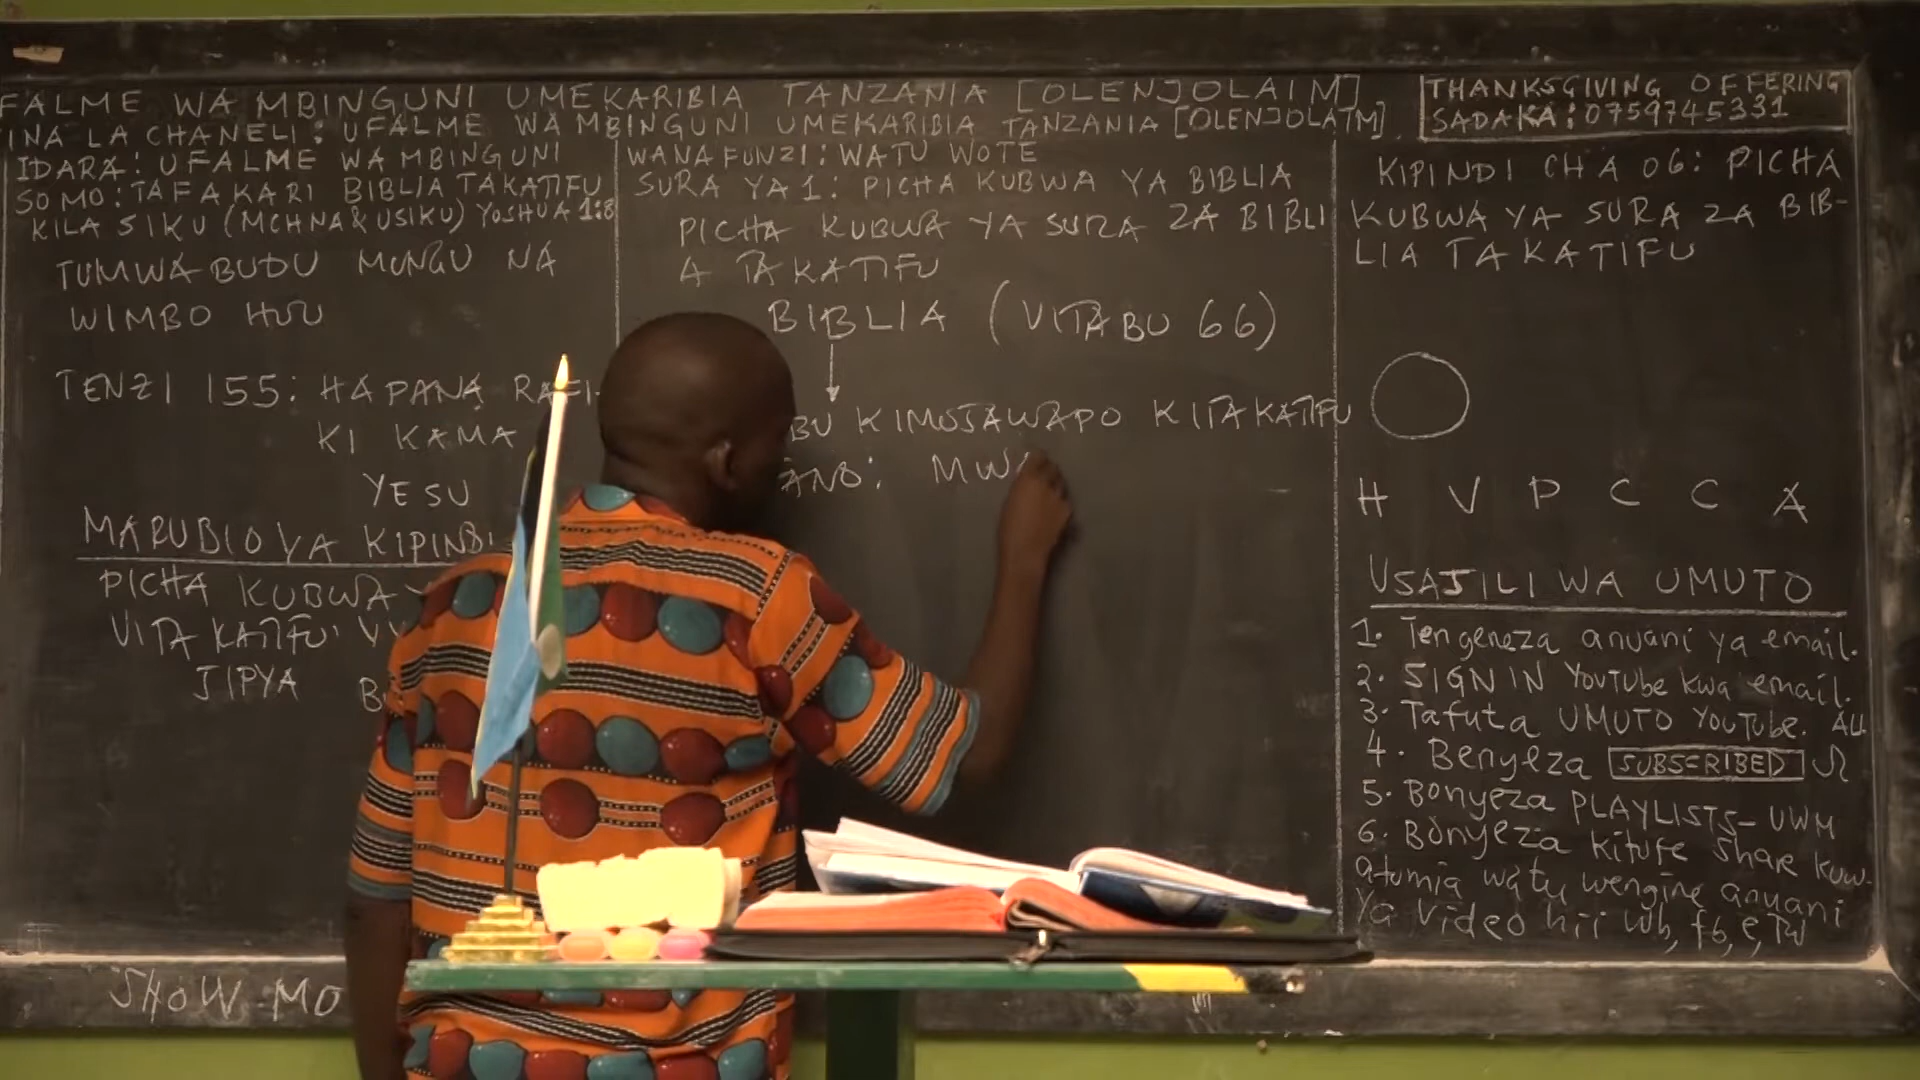 FALME WA MBINGUNI UMEKARIBIA TANZANIA [OLENJOLAIM]
INA LA CHANELI: UFALME WA MBINGUNI UMEKARIBIA TANZANIA [OLENJOLAIM]
THANKSGIVING OFFERING
SADAKA: 0759745331
IDARA: UFALME WA MBINGUNI
SOMO: TAFAKARI BIBLIA TAKATIFU
KILA SIKU (MCHNA & USIKU) YOSHUA 1:8
TUMWABUDU MUNGU NA
WIMBO HUU
TENZI 155: HAPANA RAFI-
KI KAMA
YESU
MARUDIO YA KIPINDI
PICHA KUBWA
VITAKATIFU
JIPYA B
WANAFUNZI: WATU WOTE
SURA YA 1: PICHA KUBWA YA BIBLIA
PICHA KUBWA YA SURA ZA BIBLI
A TAKATIFU
BIBLIA (VITABU 66)
BU KIMOJAWAPO KITAKATIFU
ANO: MWA
KIPINDI CHA 06: PICHA
KUBWA YA SURA ZA BIB-
LIA TAKATIFU
H V P C C A
USAJILI WA UMUTO
1. Tengeneza anuani ya email.
2. SIGN IN YouTube kwa email.
3. Tafuta UMUTO YouTube.
4. Benyeza SUBSCRIBED
5. Bonyeza PLAYLISTS-UWM
6. Bonyeza kitufe share kuw-
atumia watu wengine anuani
ya video hii wb, fb, e, TW
SHOW MO